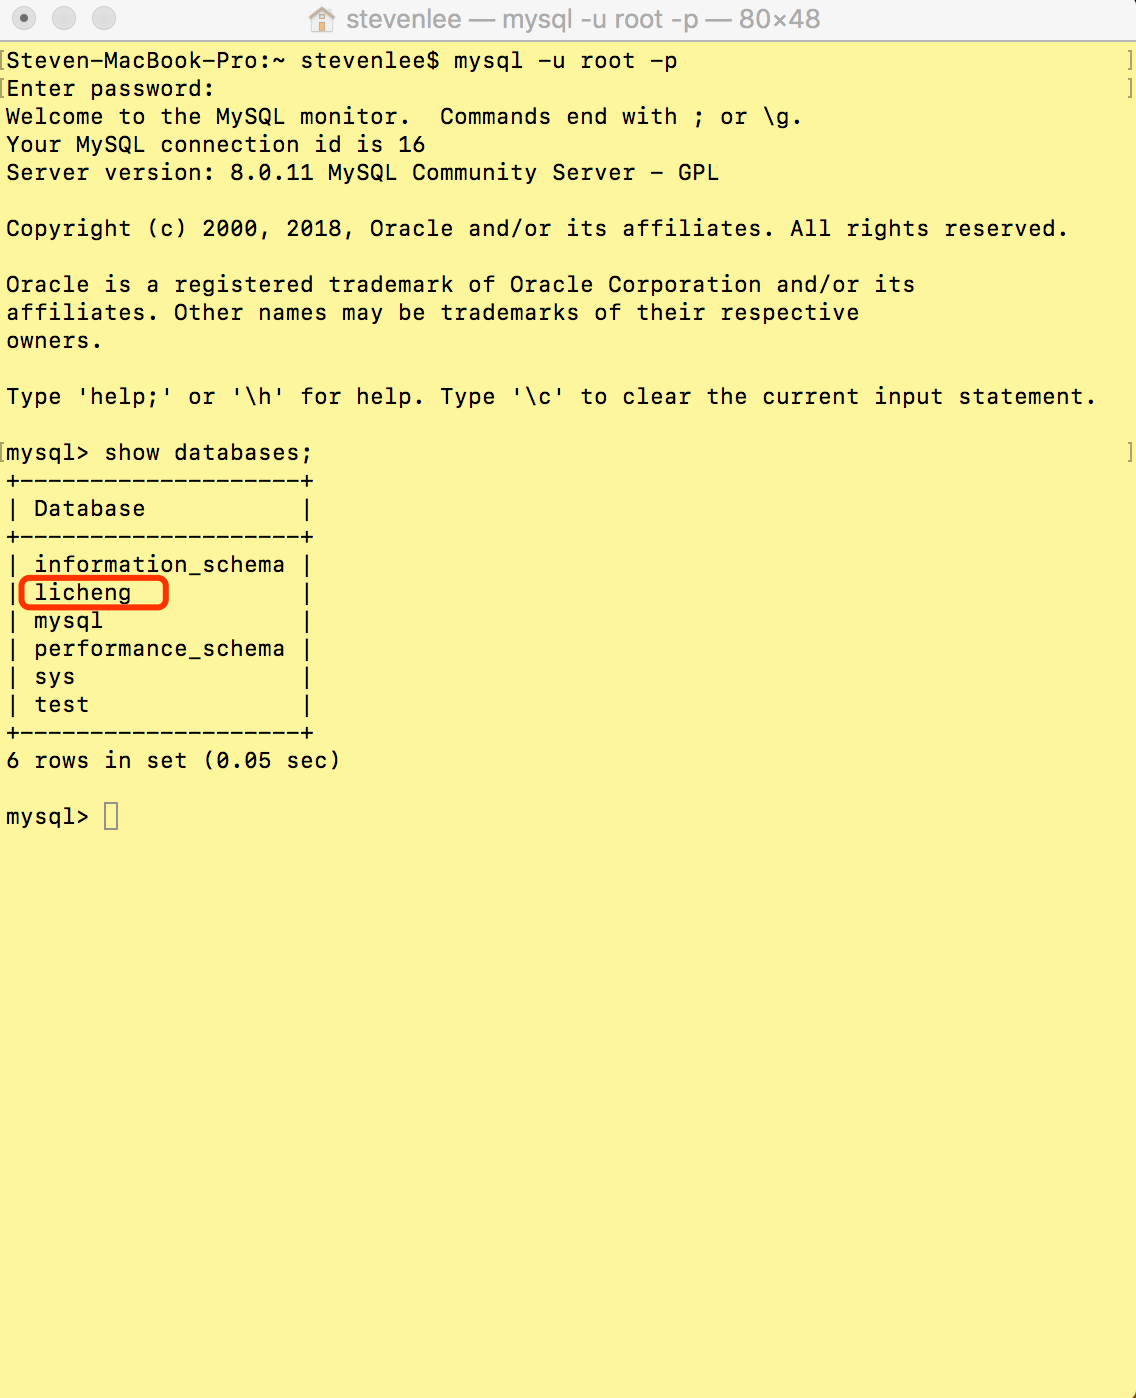 stevenlee — mysql -u root -p — 80×48
[Steven-MacBook-Pro:~ stevenlee$ mysql -u root -p ]
[Enter password: ]
Welcome to the MySQL monitor.  Commands end with ; or \g.
Your MySQL connection id is 16
Server version: 8.0.11 MySQL Community Server - GPL
Copyright (c) 2000, 2018, Oracle and/or its affiliates. All rights reserved.
Oracle is a registered trademark of Oracle Corporation and/or its
affiliates. Other names may be trademarks of their respective
owners.
Type 'help;' or '\h' for help. Type '\c' to clear the current input statement.
[mysql> show databases; ]
+--------------------+
| Database           |
+--------------------+
| information_schema |
| licheng            |
| mysql              |
| performance_schema |
| sys                |
| test               |
+--------------------+
6 rows in set (0.05 sec)
mysql>